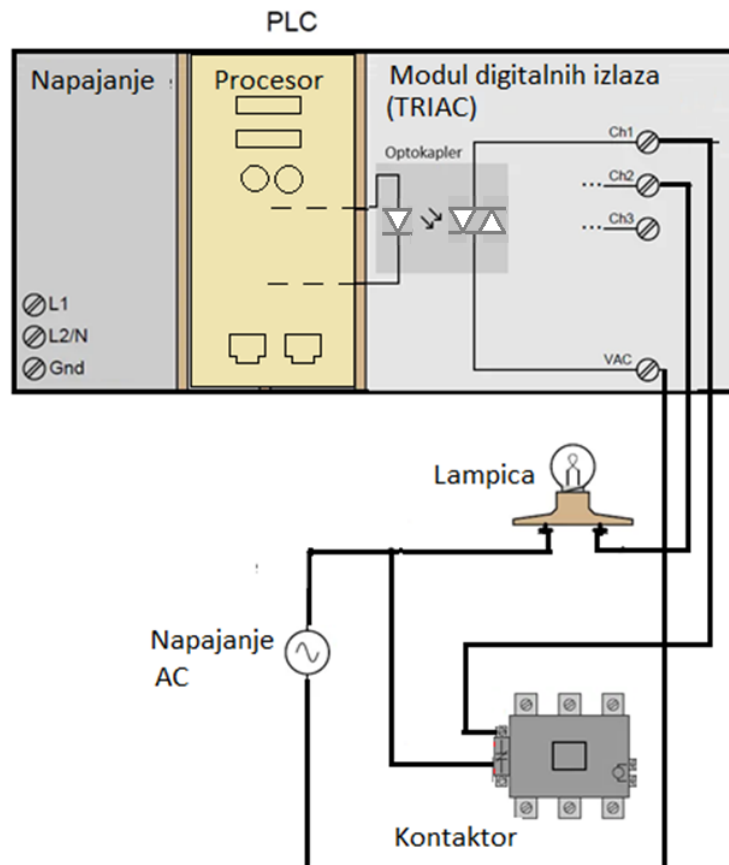 PLC
Napajanje
Procesor
Modul digitalnih izlaza
(TRIAC)
Optokapler
Ch1
Ch2
Ch3
L1
L2/N
Gnd
VAC
Lampica
Napajanje
AC
Kontaktor